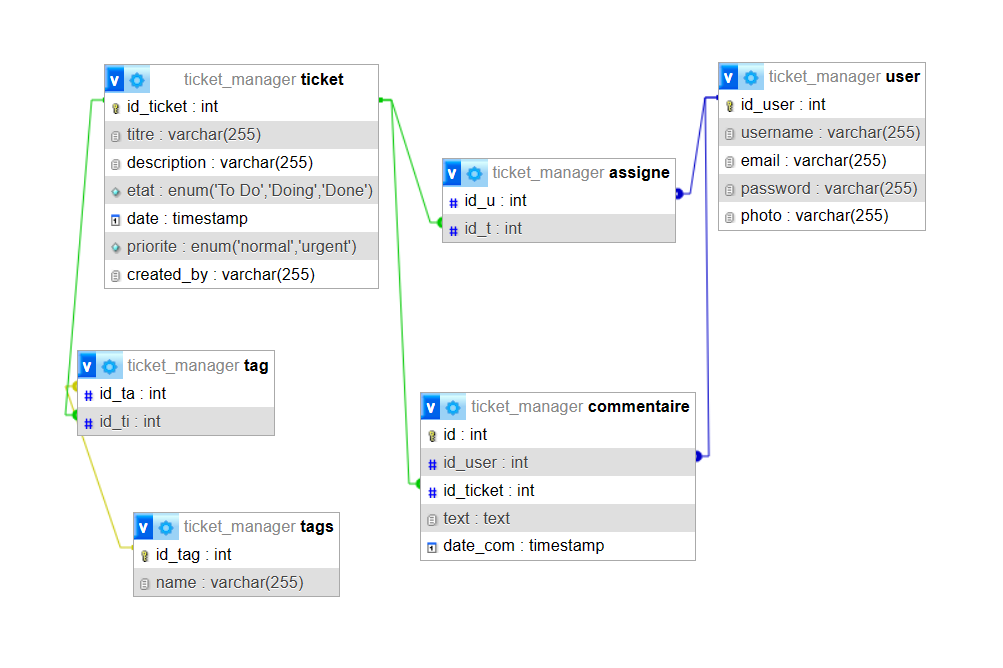 v ticket_manager ticket
id_ticket : int
titre : varchar(255)
description : varchar(255)
etat : enum('To Do','Doing','Done')
date : timestamp
priorite : enum('normal','urgent')
created_by : varchar(255)
v ticket_manager assigne
# id_u : int
# id_t : int
v ticket_manager user
id_user : int
username : varchar(255)
email : varchar(255)
password : varchar(255)
photo : varchar(255)
v ticket_manager tag
# id_ta : int
# id_ti : int
v ticket_manager commentaire
id : int
# id_user : int
# id_ticket : int
text : text
date_com : timestamp
v ticket_manager tags
id_tag : int
name : varchar(255)